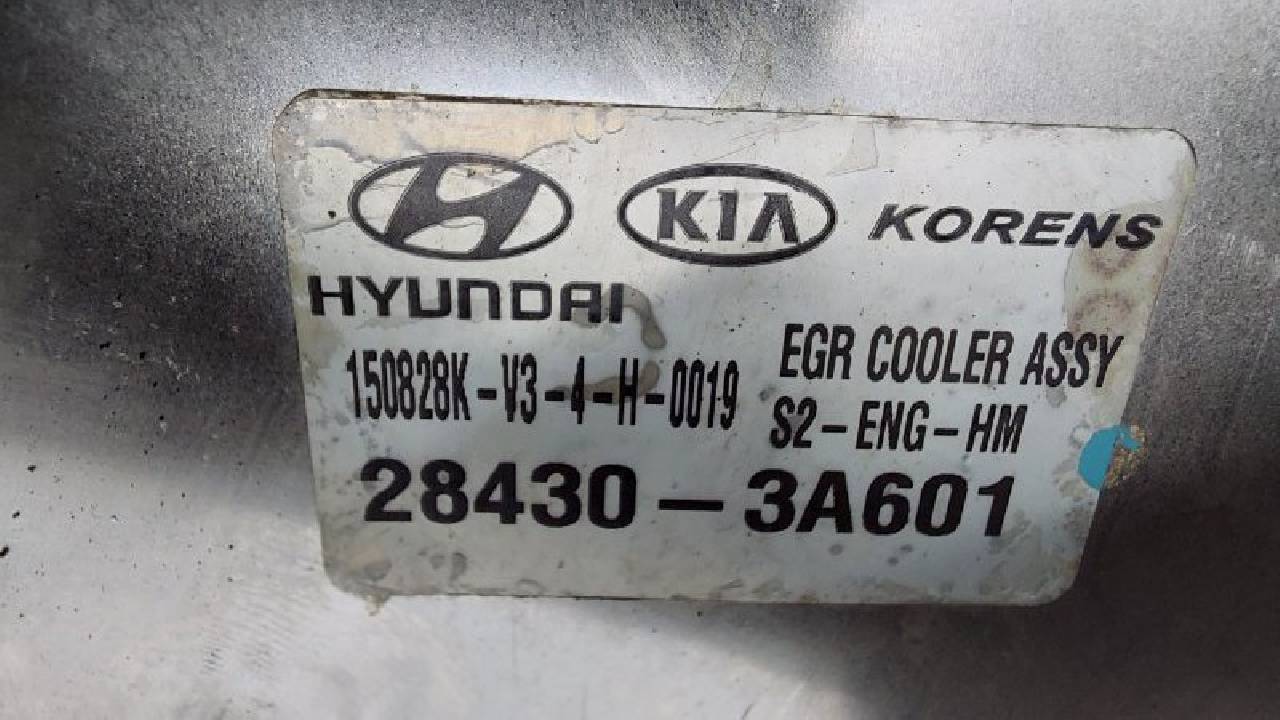 KIA KORENS
HYUNDAI
150828K-V3-4-H-0019 EGR COOLER ASSY
S2-ENG-HM
28430-3A601